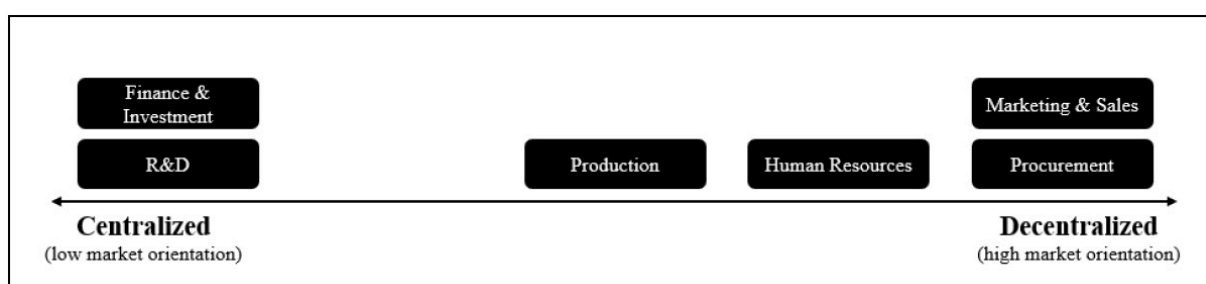 Finance &
Investment
Marketing & Sales
R&D
Production
Human Resources
Procurement
Centralized
(low market orientation)
Decentralized
(high market orientation)